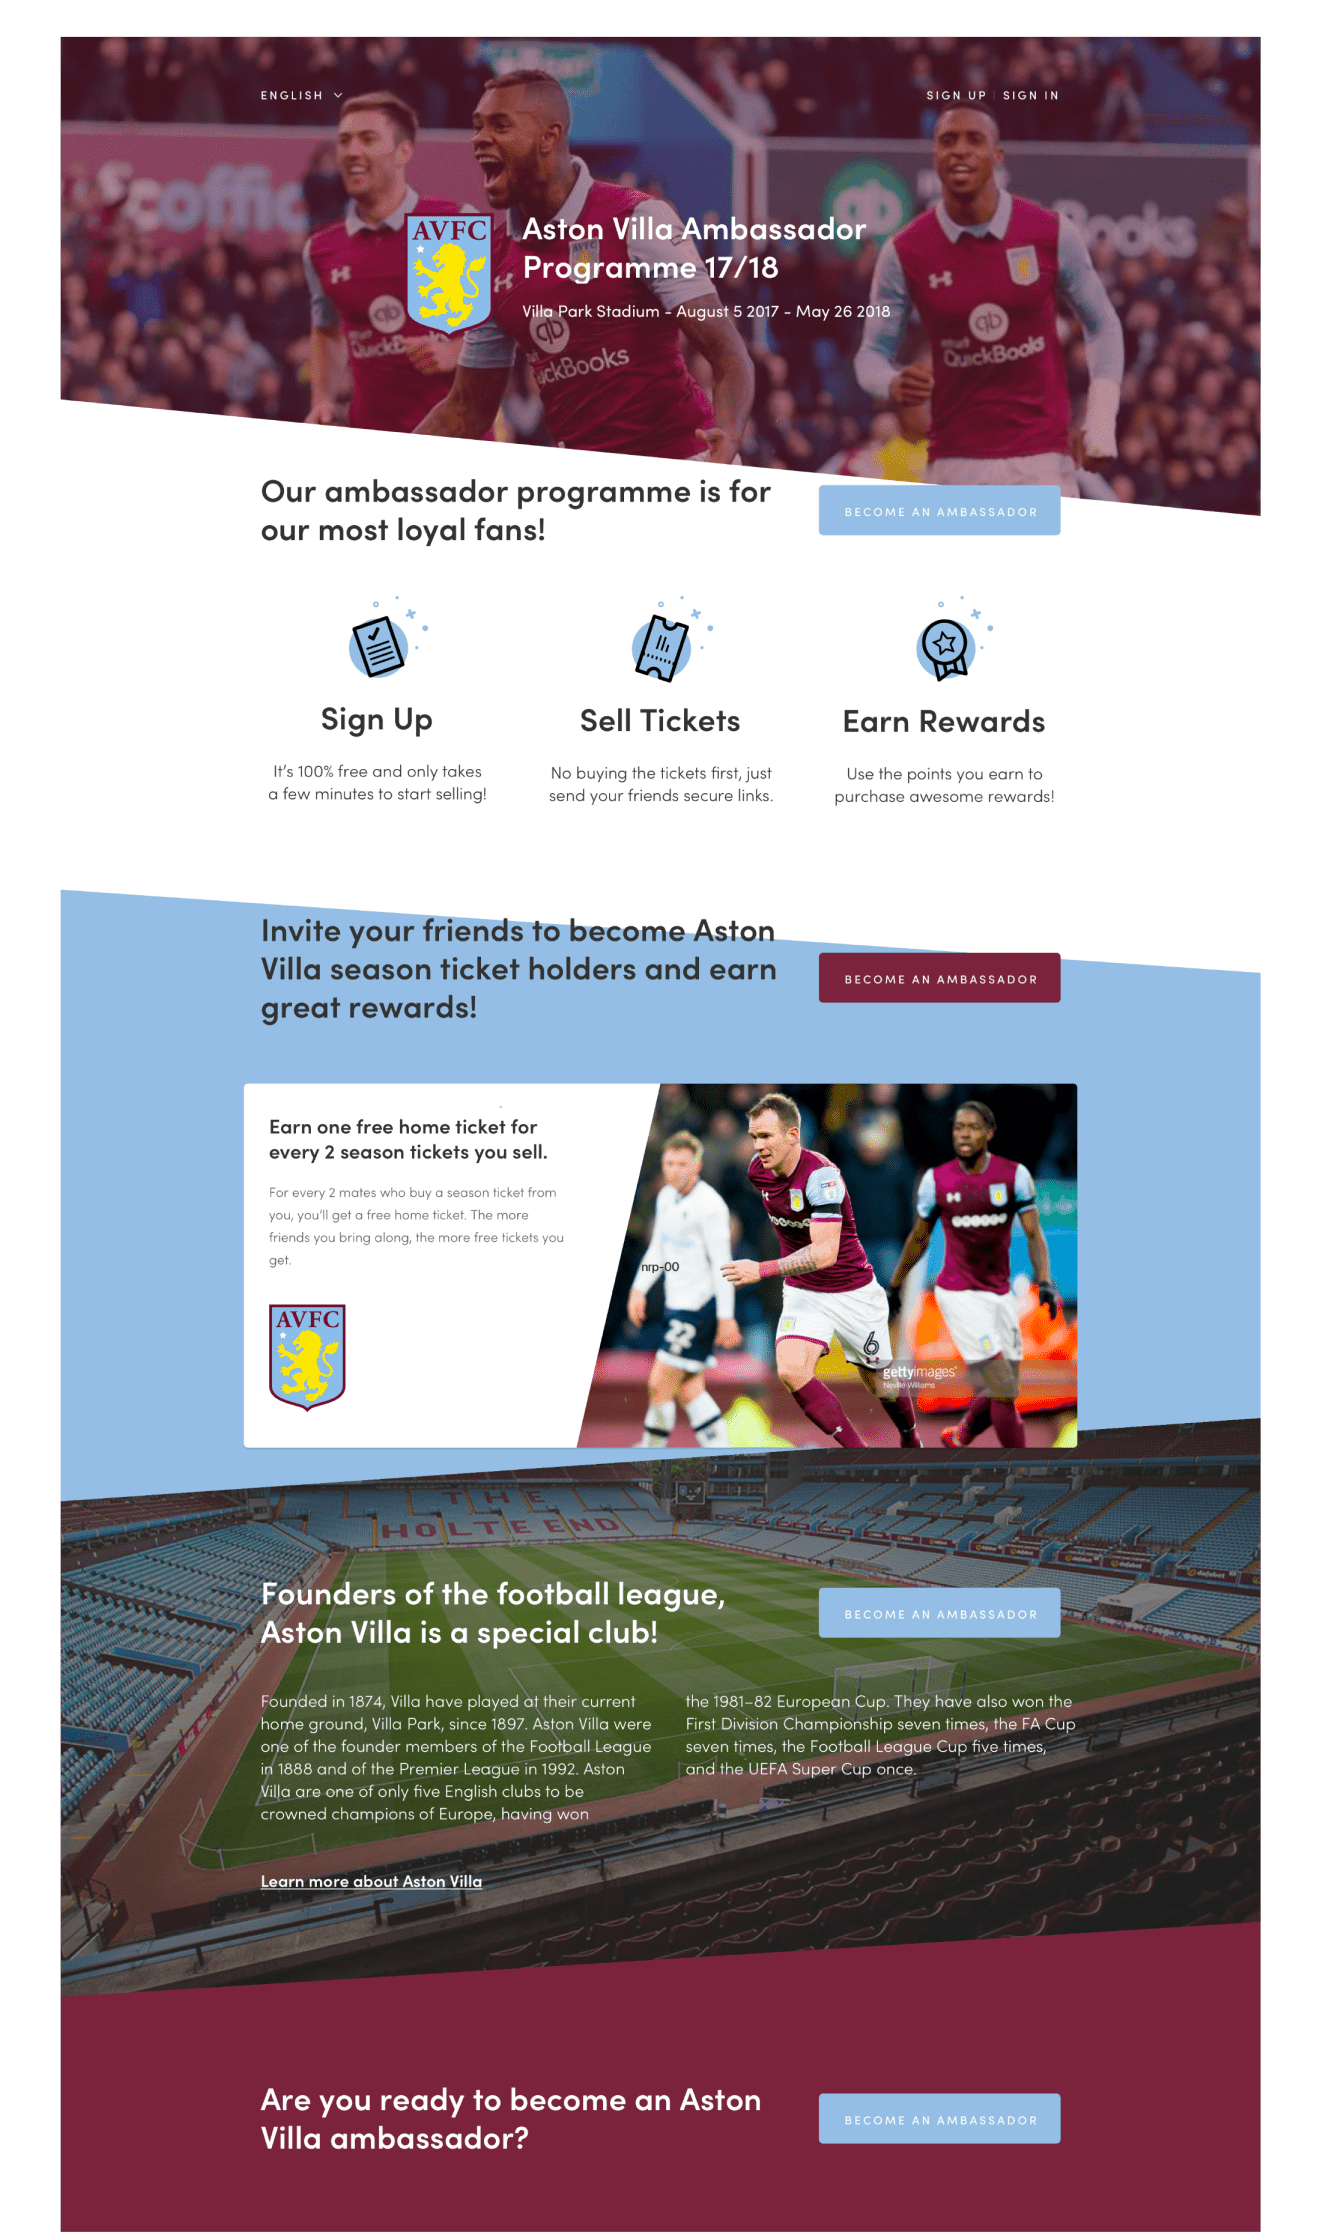 ENGLISH
SIGN UP
SIGN IN
Scoffic
AVFC
Aston Villa Ambassador
Programme 17/18
Villa Park Stadium - August 5 2017 - May 26 2018
QuickBooks
QuickBooks
Our ambassador programme is for
our most loyal fans!
BECOME AN AMBASSADOR
Sign Up
It’s 100% free and only takes
a few minutes to start selling!
Sell Tickets
No buying the tickets first, just
send your friends secure links.
Earn Rewards
Use the points you earn to
purchase awesome rewards!
Invite your friends to become Aston
Villa season ticket holders and earn
great rewards!
BECOME AN AMBASSADOR
Earn one free home ticket for
every 2 season tickets you sell.
For every 2 mates who buy a season ticket from
you, you’ll get a free home ticket. The more
friends you bring along, the more free tickets you
get.
AVFC
nrp-00
22
6
gettyimages
Neville Williams
THE
HOLTE END
Founders of the football league,
Aston Villa is a special club!
BECOME AN AMBASSADOR
Founded in 1874, Villa have played at their current
home ground, Villa Park, since 1897. Aston Villa were
one of the founder members of the Football League
in 1888 and of the Premier League in 1992. Aston
Villa are one of only five English clubs to be
crowned champions of Europe, having won
the 1981–82 European Cup. They have also won the
First Division Championship seven times, the FA Cup
seven times, the Football League Cup five times,
and the UEFA Super Cup once.
Learn more about Aston Villa
Are you ready to become an Aston
Villa ambassador?
BECOME AN AMBASSADOR